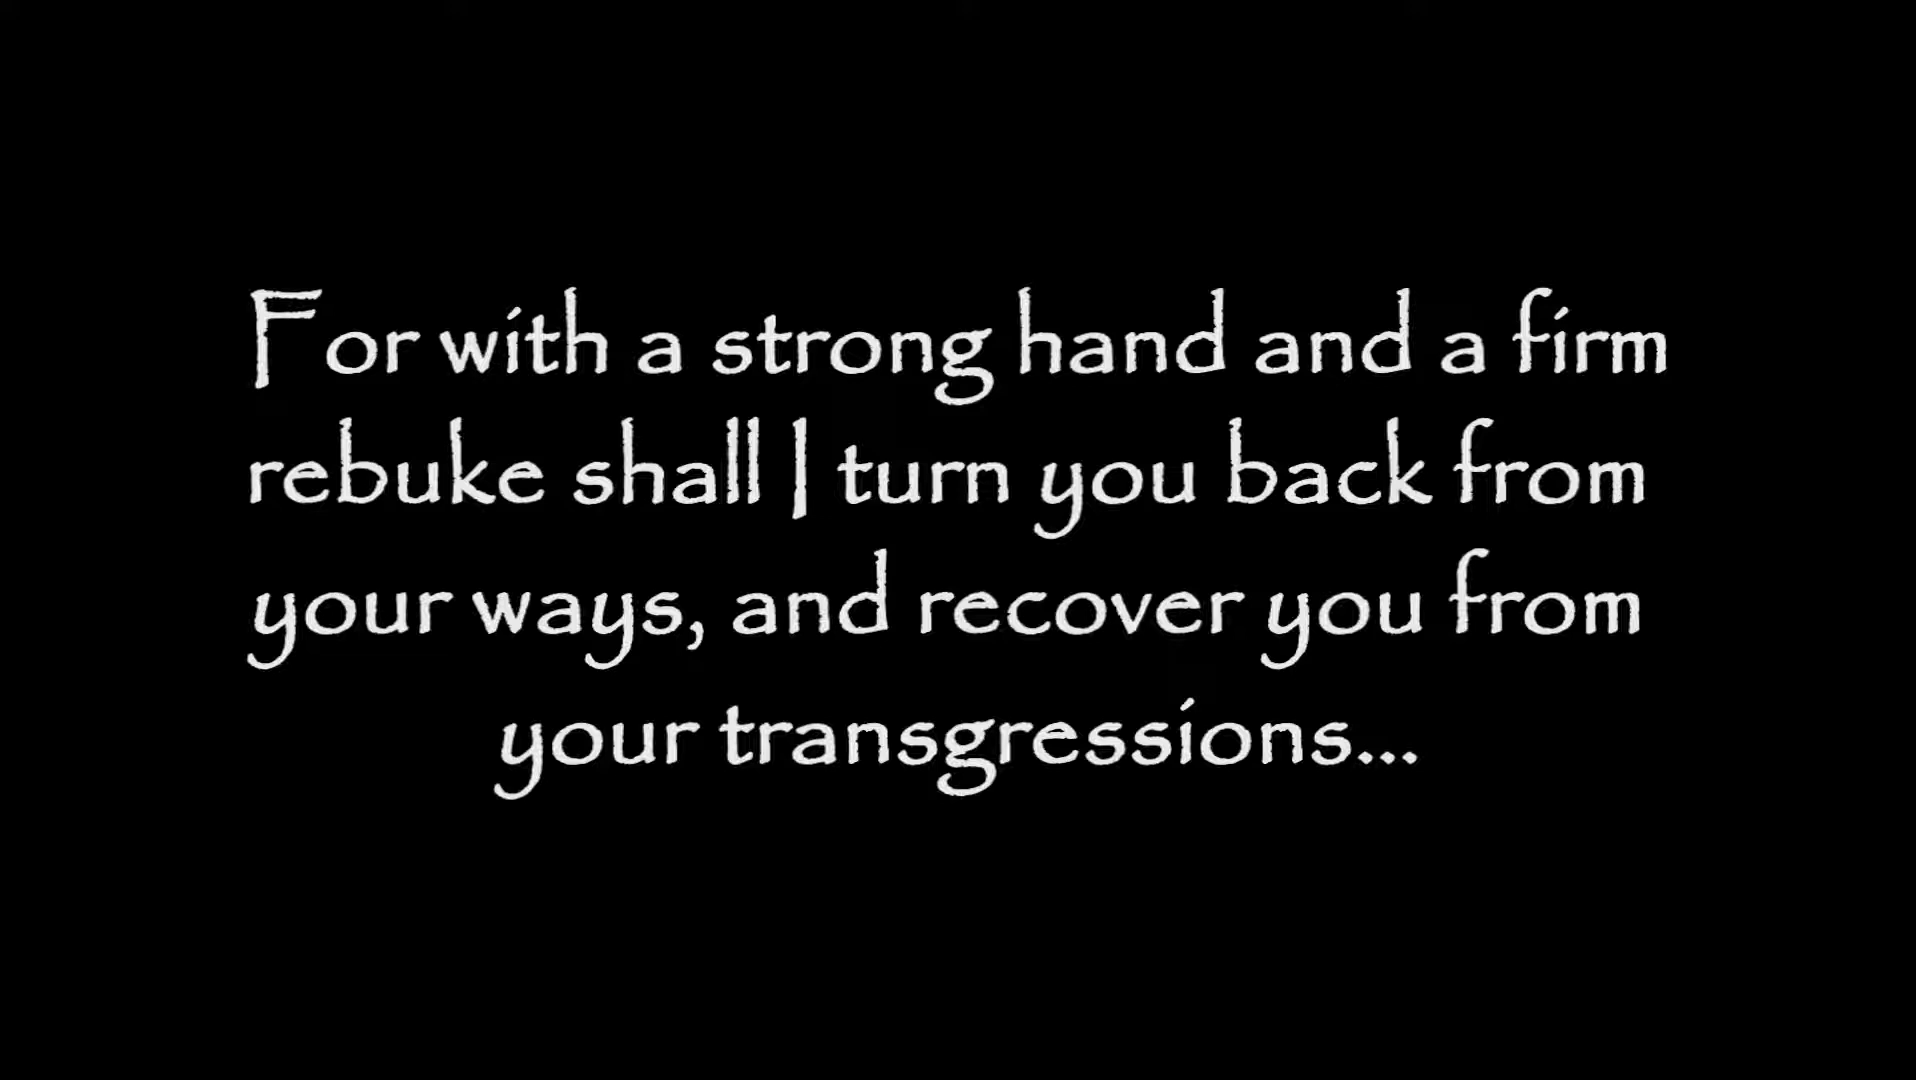 For with a strong hand and a firm
rebuke shall I turn you back from
your ways, and recover you from
your transgressions...